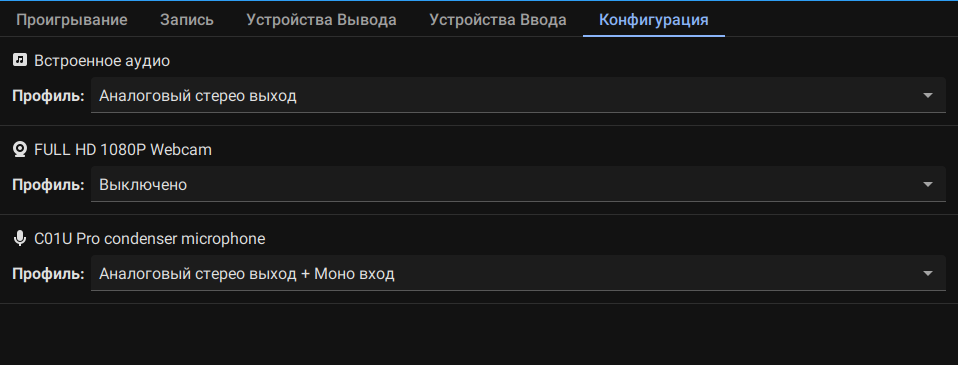 Проигрывание Запись Устройства Вывода Устройства Ввода Конфигурация
Встроенное аудио
Профиль: Аналоговый стерео выход
FULL HD 1080P Webcam
Профиль: Выключено
C01U Pro condenser microphone
Профиль: Аналоговый стерео выход + Моно вход